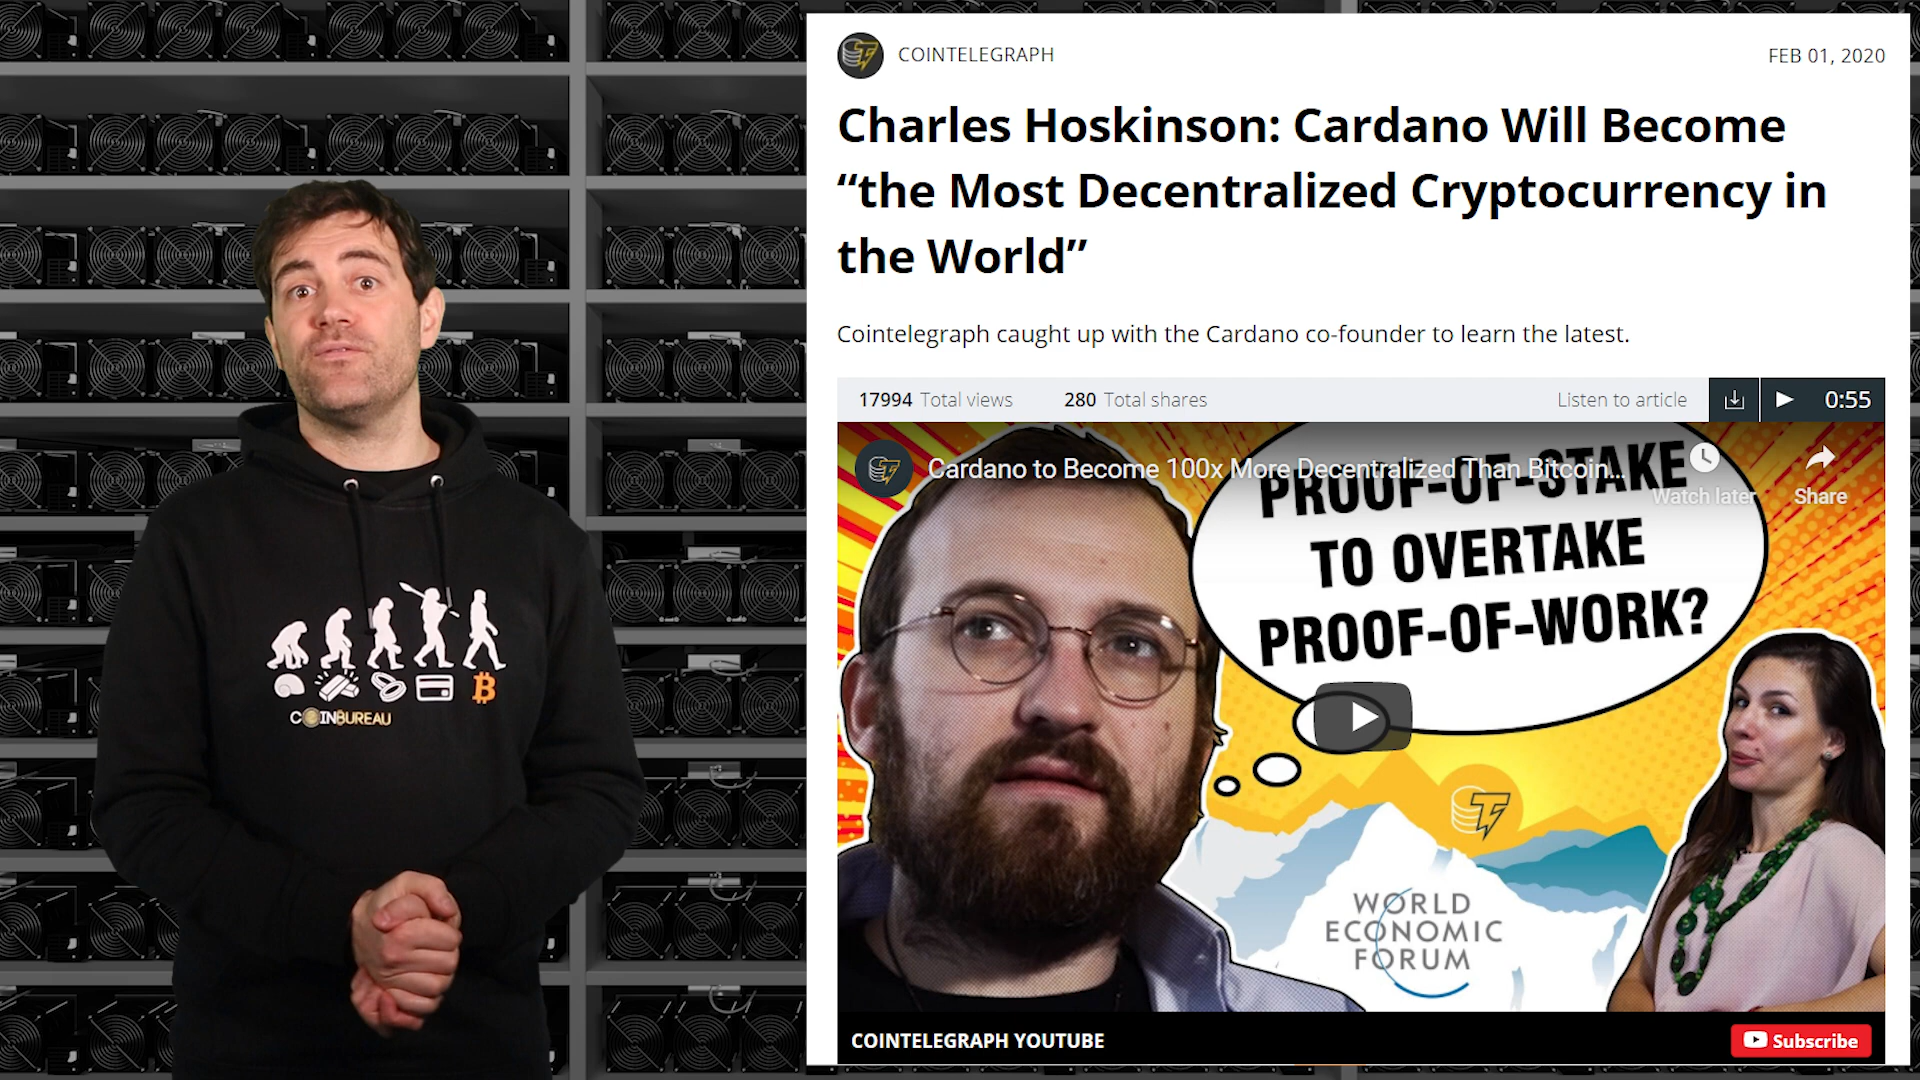 COINTELEGRAPH
FEB 01, 2020
Charles Hoskinson: Cardano Will Become
“the Most Decentralized Cryptocurrency in
the World”
Cointelegraph caught up with the Cardano co-founder to learn the latest.
17994 Total views 280 Total shares
Listen to article 0:55
Cardano to Become 100x More Decentralized Than Bitcoin...
Watch later
Share
PROOF-OF-STAKE
TO OVERTAKE
PROOF-OF-WORK?
WORLD
ECONOMIC
FORUM
COINTELEGRAPH YOUTUBE
Subscribe
COINBUREAU